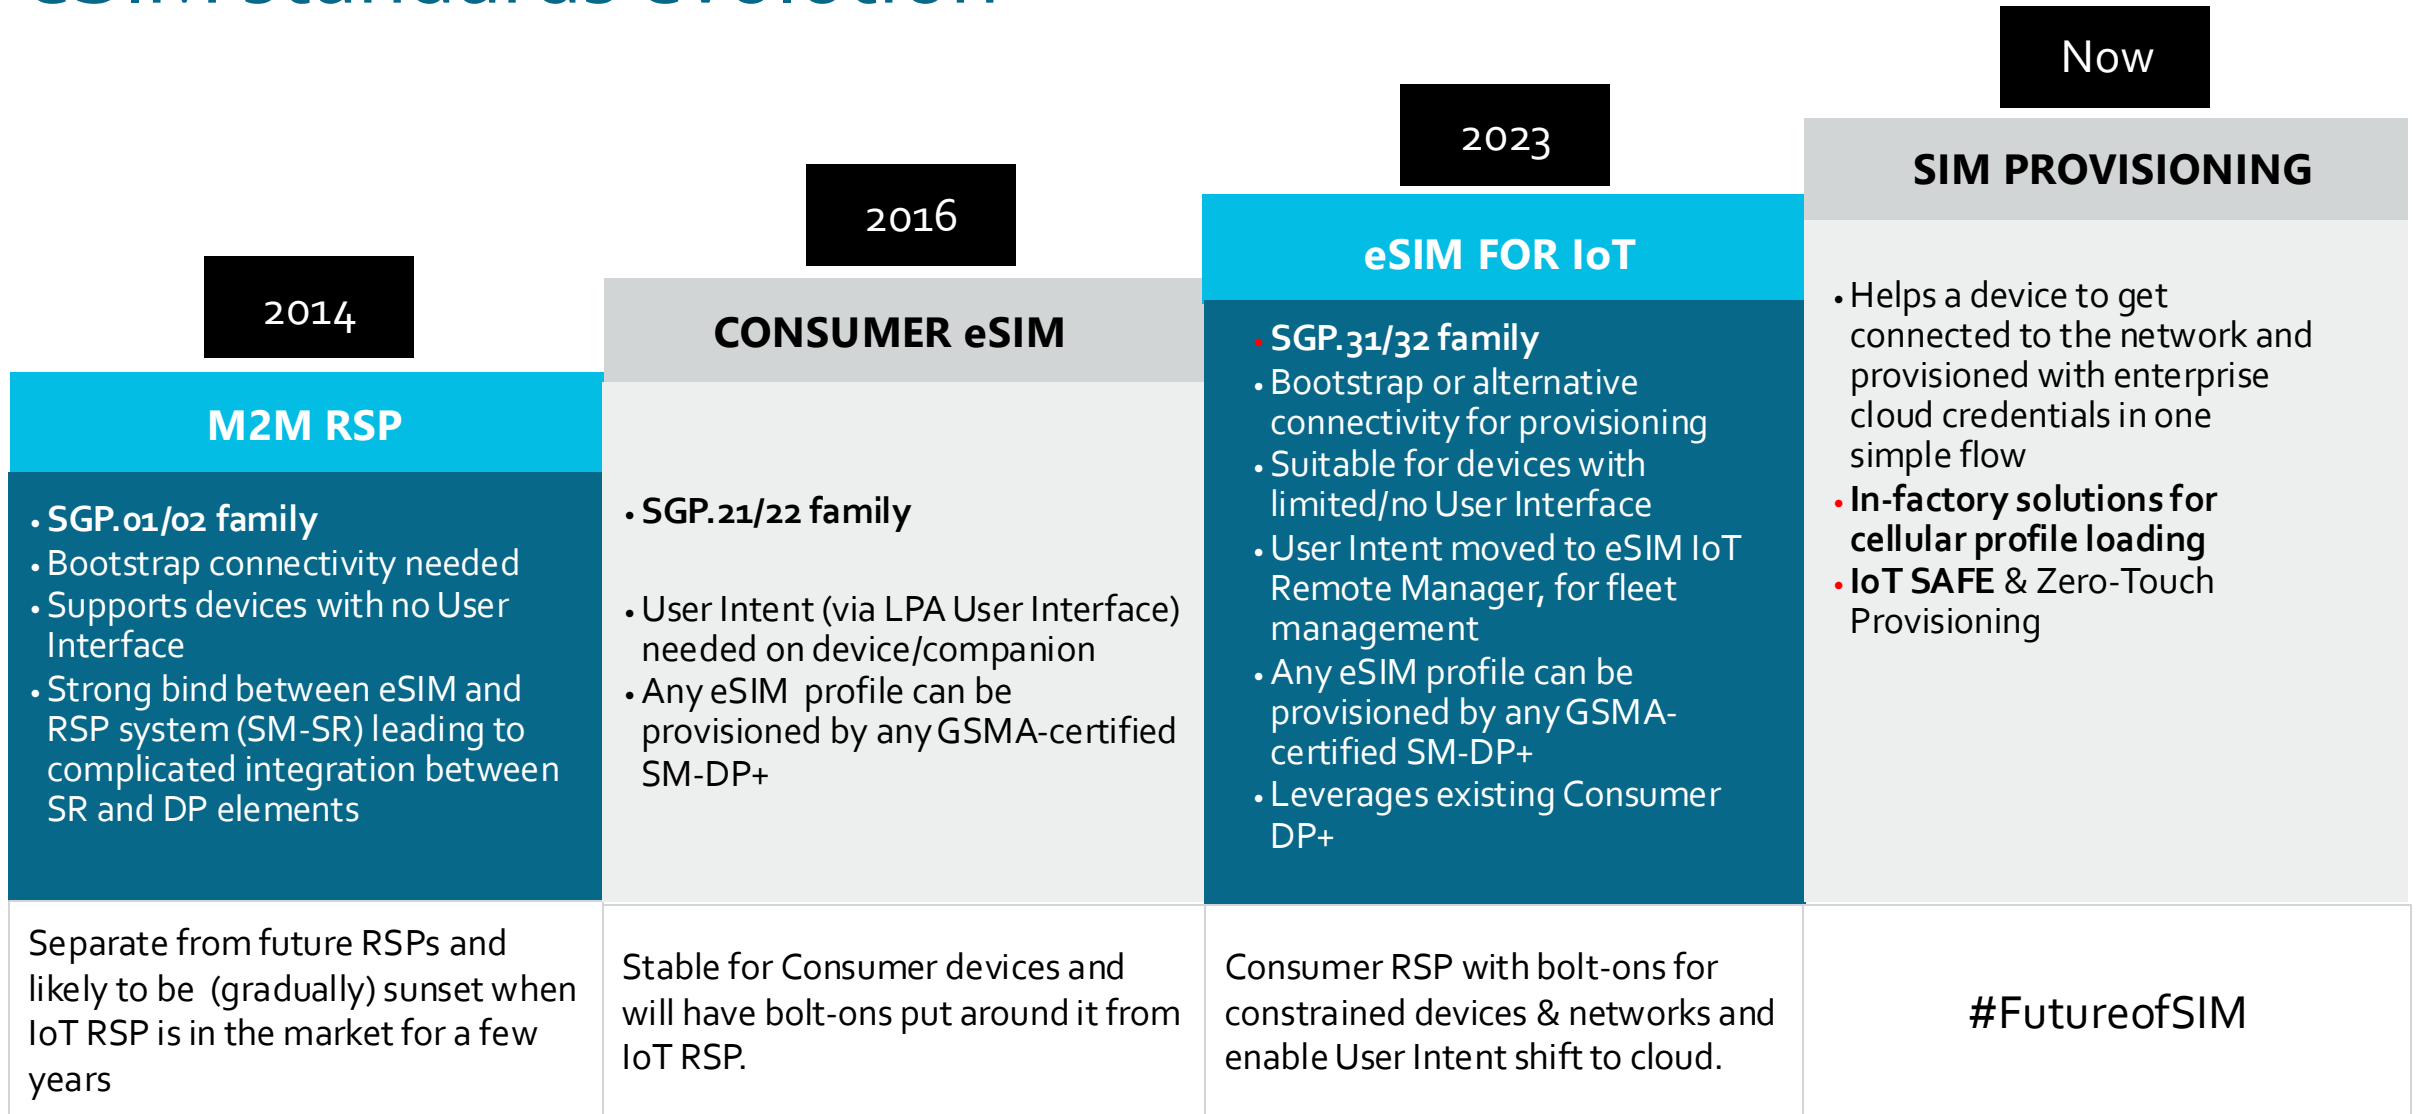 eSIM standards evolution
Now
2023
SIM PROVISIONING
2016
eSIM FOR IoT
2014
CONSUMER eSIM
M2M RSP
• SGP.01/02 family
• Bootstrap connectivity needed
• Supports devices with no User
Interface
• Strong bind between eSIM and
RSP system (SM-SR) leading to
complicated integration between
SR and DP elements
• SGP.21/22 family
• User Intent (via LPA User Interface)
needed on device/companion
• Any eSIM profile can be
provisioned by any GSMA-certified
SM-DP+
• SGP.31/32 family
• Bootstrap or alternative
connectivity for provisioning
• Suitable for devices with
limited/no User Interface
• User Intent moved to eSIM IoT
Remote Manager, for fleet
management
• Any eSIM profile can be
provisioned by any GSMA-
certified SM-DP+
• Leverages existing Consumer
DP+
• Helps a device to get
connected to the network and
provisioned with enterprise
cloud credentials in one
simple flow
• In-factory solutions for
cellular profile loading
• IoT SAFE & Zero-Touch
Provisioning
Separate from future RSPs and
likely to be (gradually) sunset when
IoT RSP is in the market for a few
years
Stable for Consumer devices and
will have bolt-ons put around it from
IoT RSP.
Consumer RSP with bolt-ons for
constrained devices & networks and
enable User Intent shift to cloud.
#FutureofSIM